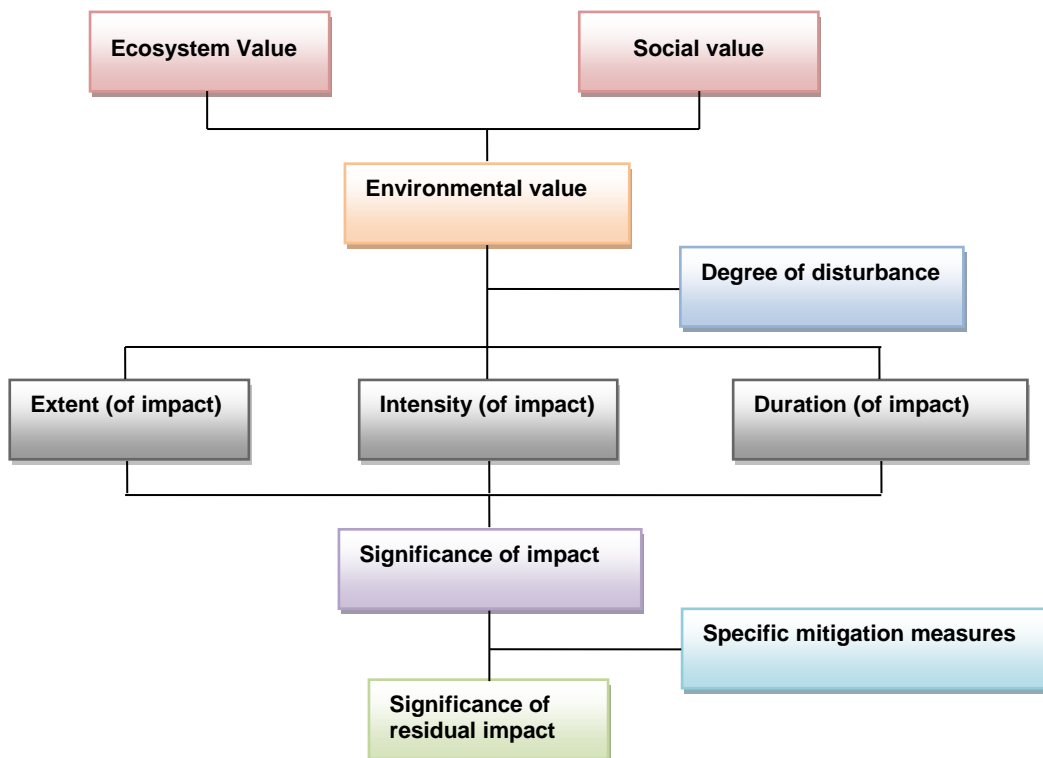 Ecosystem Value
Social value
Environmental value
Degree of disturbance
Extent (of impact)
Intensity (of impact)
Duration (of impact)
Significance of impact
Specific mitigation measures
Significance of
residual impact